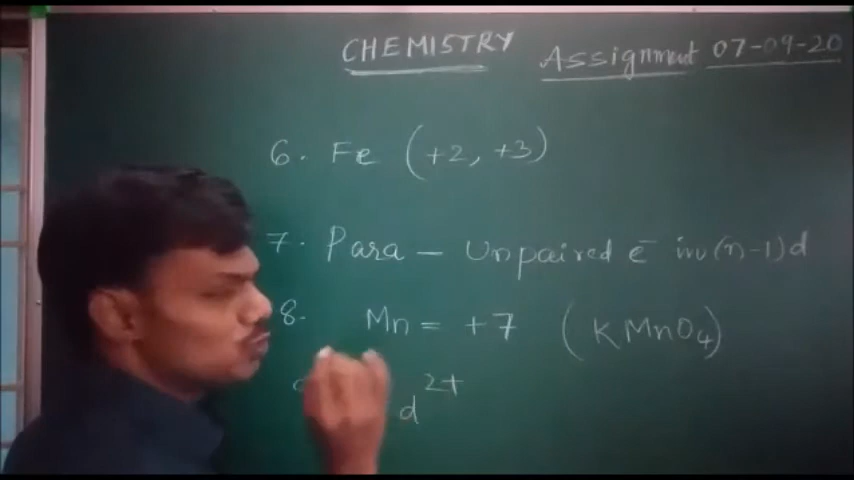 CHEMISTRY Assignment 07-09-20
6. Fe (+2, +3)
7. Para - Unpaired e⁻ in (n-1)d
8. Mn = +7 (KMnO₄)
d²⁺